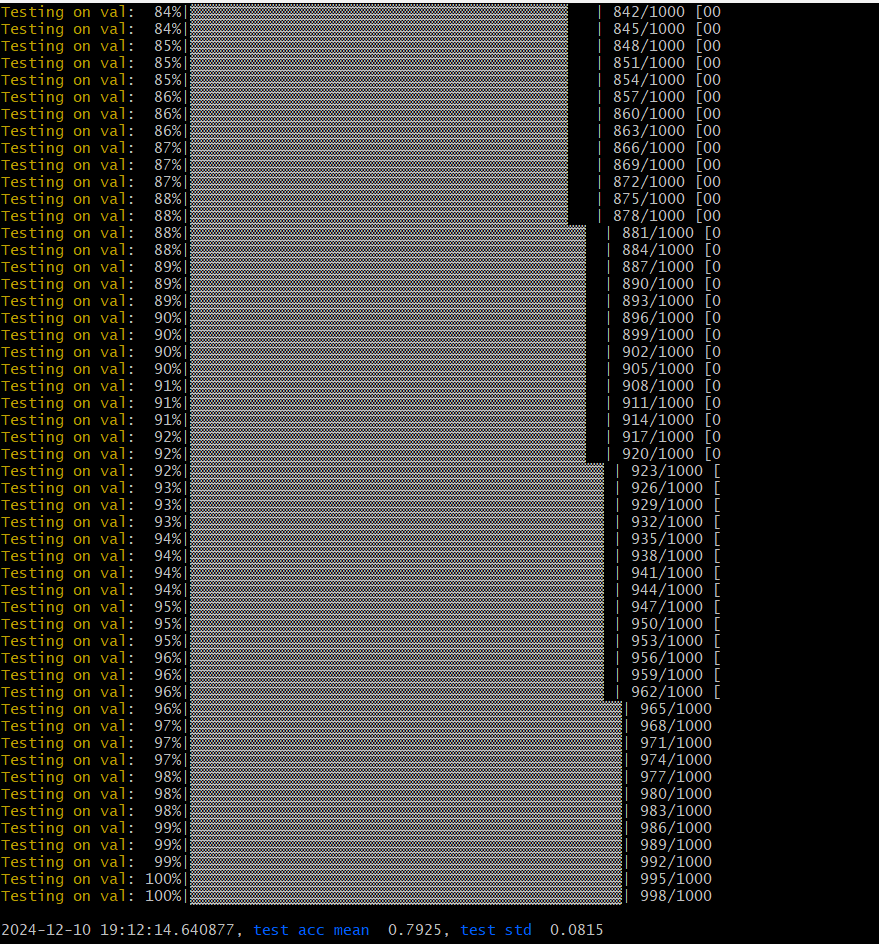 Testing on val:  84%| | 842/1000 [00
Testing on val:  84%| | 845/1000 [00
Testing on val:  85%| | 848/1000 [00
Testing on val:  85%| | 851/1000 [00
Testing on val:  85%| | 854/1000 [00
Testing on val:  86%| | 857/1000 [00
Testing on val:  86%| | 860/1000 [00
Testing on val:  86%| | 863/1000 [00
Testing on val:  87%| | 866/1000 [00
Testing on val:  87%| | 869/1000 [00
Testing on val:  87%| | 872/1000 [00
Testing on val:  88%| | 875/1000 [00
Testing on val:  88%| | 878/1000 [00
Testing on val:  88%| | 881/1000 [0
Testing on val:  88%| | 884/1000 [0
Testing on val:  89%| | 887/1000 [0
Testing on val:  89%| | 890/1000 [0
Testing on val:  89%| | 893/1000 [0
Testing on val:  90%| | 896/1000 [0
Testing on val:  90%| | 899/1000 [0
Testing on val:  90%| | 902/1000 [0
Testing on val:  90%| | 905/1000 [0
Testing on val:  91%| | 908/1000 [0
Testing on val:  91%| | 911/1000 [0
Testing on val:  91%| | 914/1000 [0
Testing on val:  92%| | 917/1000 [0
Testing on val:  92%| | 920/1000 [0
Testing on val:  92%| | 923/1000 [
Testing on val:  93%| | 926/1000 [
Testing on val:  93%| | 929/1000 [
Testing on val:  93%| | 932/1000 [
Testing on val:  94%| | 935/1000 [
Testing on val:  94%| | 938/1000 [
Testing on val:  94%| | 941/1000 [
Testing on val:  94%| | 944/1000 [
Testing on val:  95%| | 947/1000 [
Testing on val:  95%| | 950/1000 [
Testing on val:  95%| | 953/1000 [
Testing on val:  96%| | 956/1000 [
Testing on val:  96%| | 959/1000 [
Testing on val:  96%| | 962/1000 [
Testing on val:  96%| | 965/1000
Testing on val:  97%| | 968/1000
Testing on val:  97%| | 971/1000
Testing on val:  97%| | 974/1000
Testing on val:  98%| | 977/1000
Testing on val:  98%| | 980/1000
Testing on val:  98%| | 983/1000
Testing on val:  99%| | 986/1000
Testing on val:  99%| | 989/1000
Testing on val:  99%| | 992/1000
Testing on val: 100%| | 995/1000
Testing on val: 100%| | 998/1000
2024-12-10 19:12:14.640877, test acc mean  0.7925, test std  0.0815